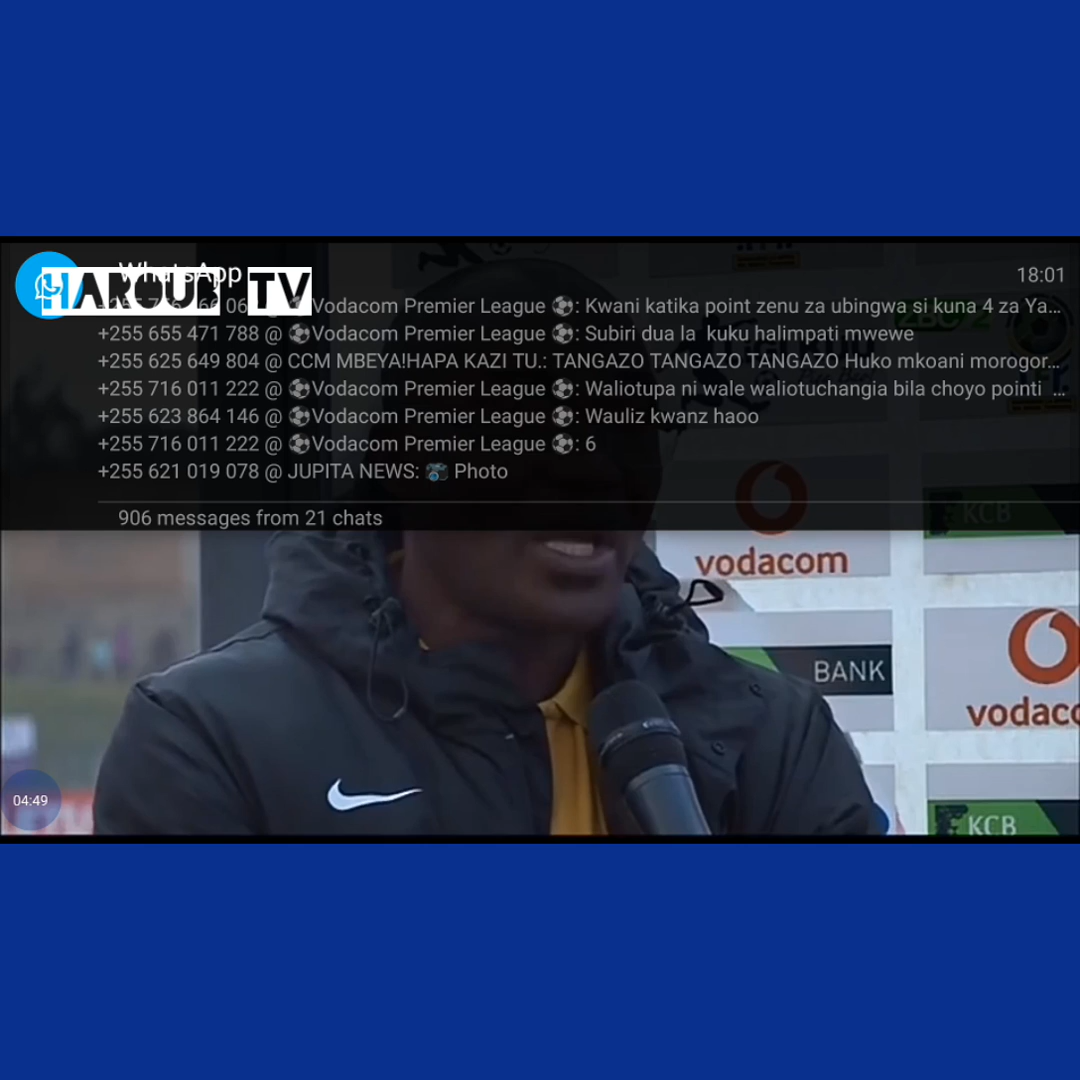 WhatsApp
18:01
HAROUB TV
Vodacom Premier League ⚽: Kwani katika point zenu za ubingwa si kuna 4 za Ya...
+255 655 471 788 @ ⚽Vodacom Premier League ⚽: Subiri dua la kuku halimpati mwewe
+255 625 649 804 @ CCM MBEYA!HAPA KAZI TU.: TANGAZO TANGAZO TANGAZO Huko mkoani morogor...
+255 716 011 222 @ ⚽Vodacom Premier League ⚽: Waliotupa ni wale waliotuchangia bila choyo pointi ...
+255 623 864 146 @ ⚽Vodacom Premier League ⚽: Wauliz kwanz haoo
+255 716 011 222 @ ⚽Vodacom Premier League ⚽: 6
+255 621 019 078 @ JUPITA NEWS: 📷 Photo
906 messages from 21 chats
KCB
vodacom
BANK
vodaco
04:49
KCB